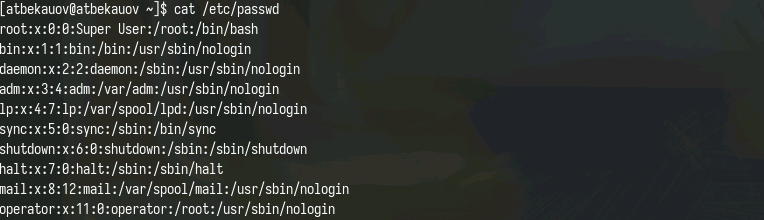 [atbekauov@atbekauov ~]$ cat /etc/passwd
root:x:0:0:Super User:/root:/bin/bash
bin:x:1:1:bin:/bin:/usr/sbin/nologin
daemon:x:2:2:daemon:/sbin:/usr/sbin/nologin
adm:x:3:4:adm:/var/adm:/usr/sbin/nologin
lp:x:4:7:lp:/var/spool/lpd:/usr/sbin/nologin
sync:x:5:0:sync:/sbin:/bin/sync
shutdown:x:6:0:shutdown:/sbin:/sbin/shutdown
halt:x:7:0:halt:/sbin:/sbin/halt
mail:x:8:12:mail:/var/spool/mail:/usr/sbin/nologin
operator:x:11:0:operator:/root:/usr/sbin/nologin